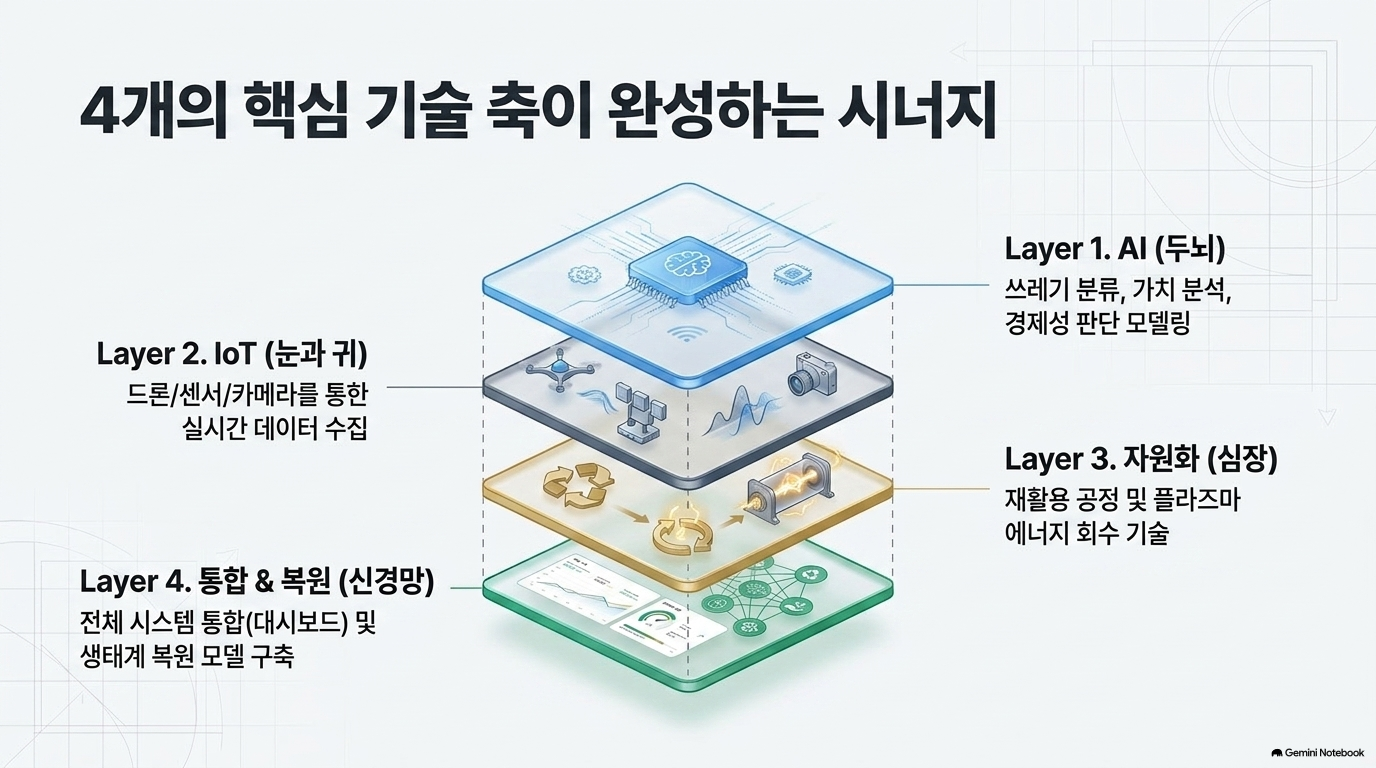 4개의 핵심 기술 축이 완성하는 시너지
Layer 1. AI (두뇌)
쓰레기 분류, 가치 분석,
경제성 판단 모델링
Layer 2. IoT (눈과 귀)
드론/센서/카메라를 통한
실시간 데이터 수집
Layer 3. 자원화 (심장)
재활용 공정 및 플라즈마
에너지 회수 기술
Layer 4. 통합 & 복원 (신경망)
전체 시스템 통합(대시보드) 및
생태계 복원 모델 구축
Gemini Notebook